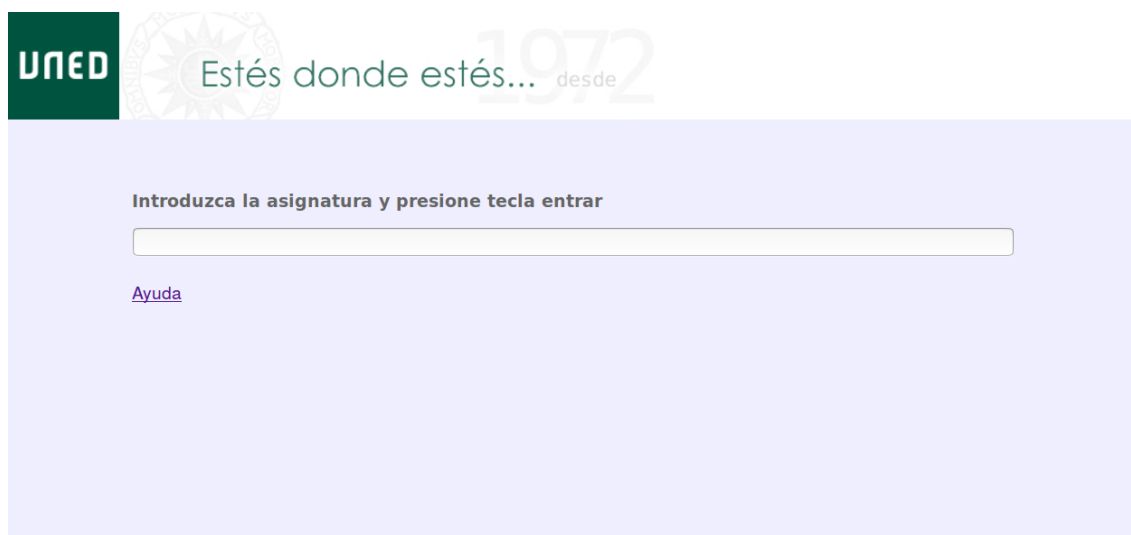 UNED
Estés donde estés... desde 1972
Introduzca la asignatura y presione tecla entrar
Ayuda